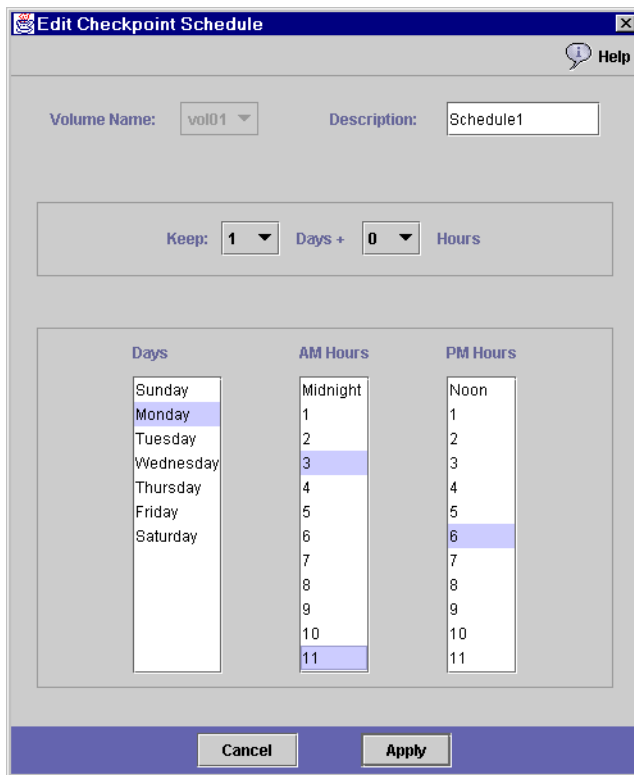 Edit Checkpoint Schedule
Help
Volume Name: vol01 Description: Schedule1
Keep: 1 Days + 0 Hours
Days AM Hours PM Hours
Sunday Midnight Noon
Monday 1 1
Tuesday 2 2
Wednesday 3 3
Thursday 4 4
Friday 5 5
Saturday 6 6
7 7
8 8
9 9
10 10
11 11
Cancel Apply